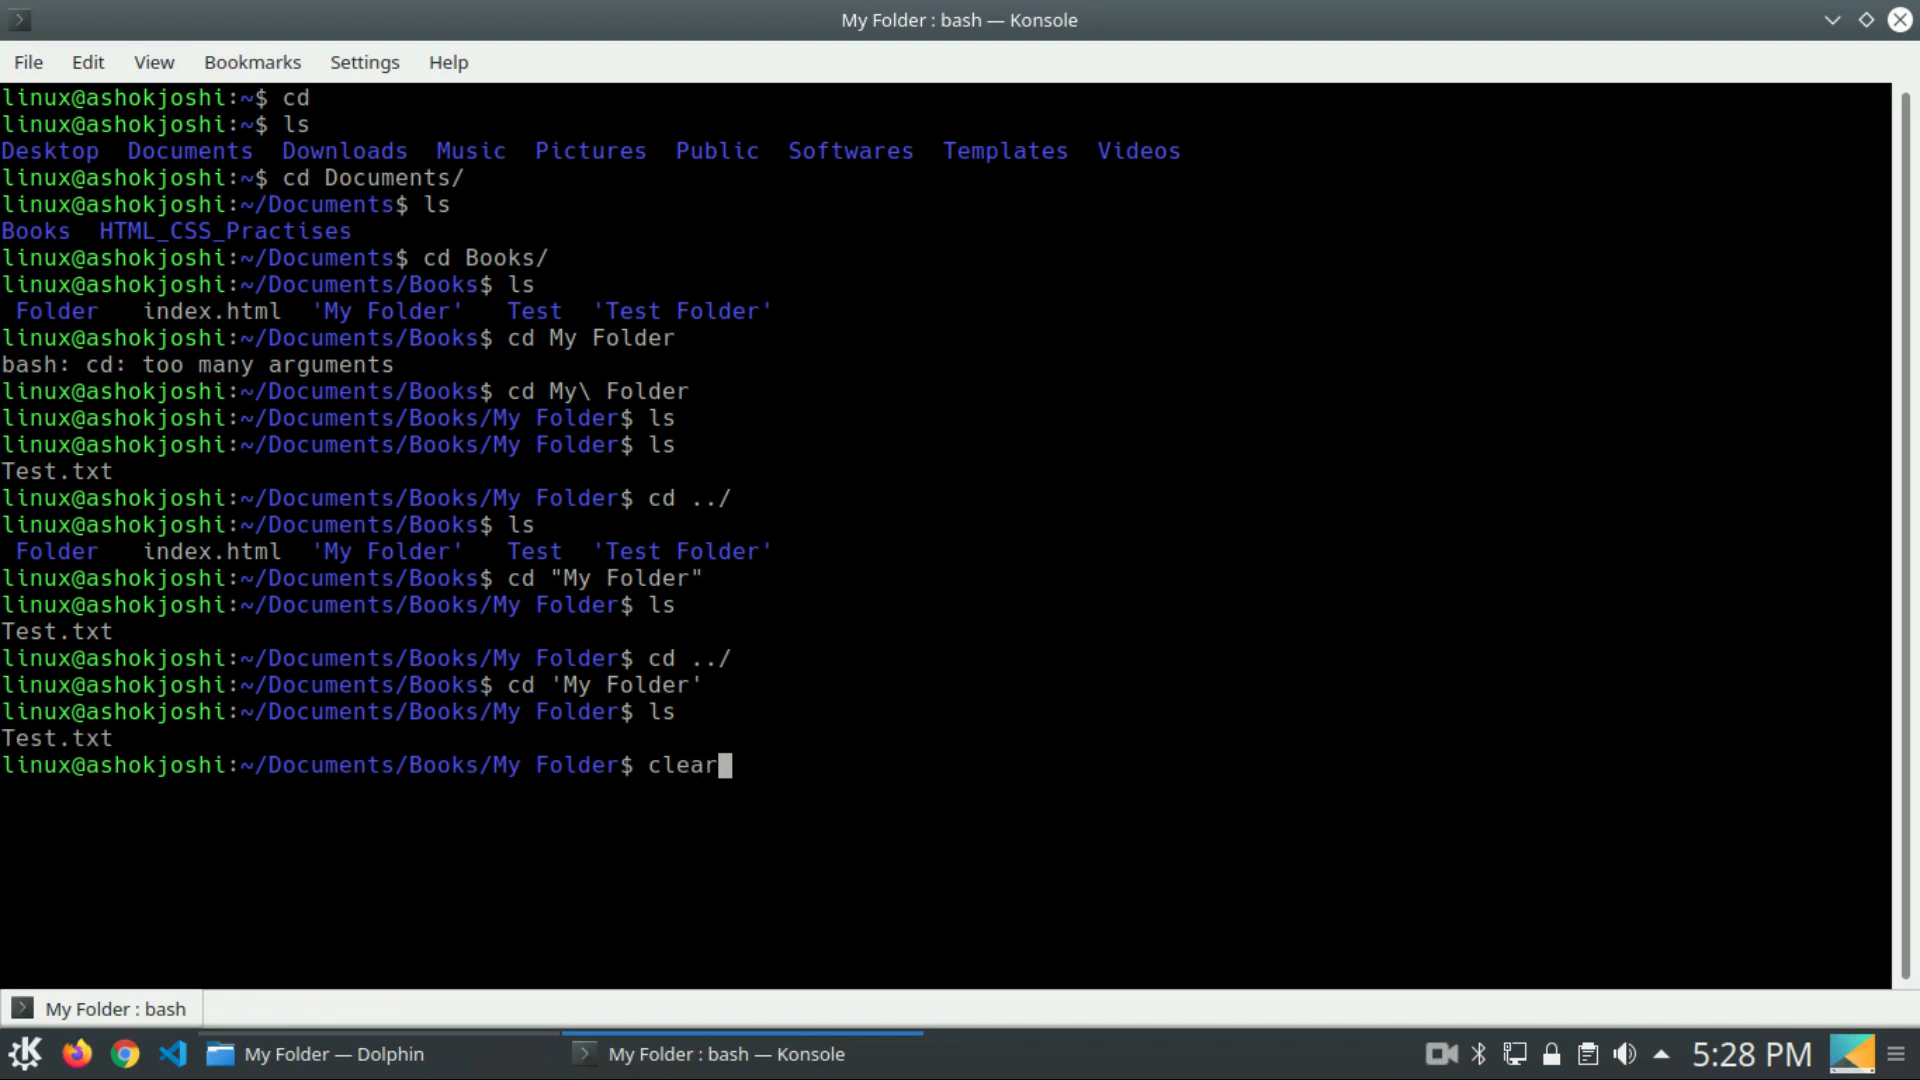 My Folder : bash — Konsole
File Edit View Bookmarks Settings Help
linux@ashokjoshi:~$ cd
linux@ashokjoshi:~$ ls
Desktop  Documents  Downloads  Music  Pictures  Public  Softwares  Templates  Videos
linux@ashokjoshi:~$ cd Documents/
linux@ashokjoshi:~/Documents$ ls
Books  HTML_CSS_Practises
linux@ashokjoshi:~/Documents$ cd Books/
linux@ashokjoshi:~/Documents/Books$ ls
 Folder   index.html  'My Folder'   Test  'Test Folder'
linux@ashokjoshi:~/Documents/Books$ cd My Folder
bash: cd: too many arguments
linux@ashokjoshi:~/Documents/Books$ cd My\ Folder
linux@ashokjoshi:~/Documents/Books/My Folder$ ls
linux@ashokjoshi:~/Documents/Books/My Folder$ ls
Test.txt
linux@ashokjoshi:~/Documents/Books/My Folder$ cd ../
linux@ashokjoshi:~/Documents/Books$ ls
 Folder   index.html  'My Folder'   Test  'Test Folder'
linux@ashokjoshi:~/Documents/Books$ cd "My Folder"
linux@ashokjoshi:~/Documents/Books/My Folder$ ls
Test.txt
linux@ashokjoshi:~/Documents/Books/My Folder$ cd ../
linux@ashokjoshi:~/Documents/Books$ cd 'My Folder'
linux@ashokjoshi:~/Documents/Books/My Folder$ ls
Test.txt
linux@ashokjoshi:~/Documents/Books/My Folder$ clear
My Folder : bash
My Folder — Dolphin My Folder : bash — Konsole 5:28 PM